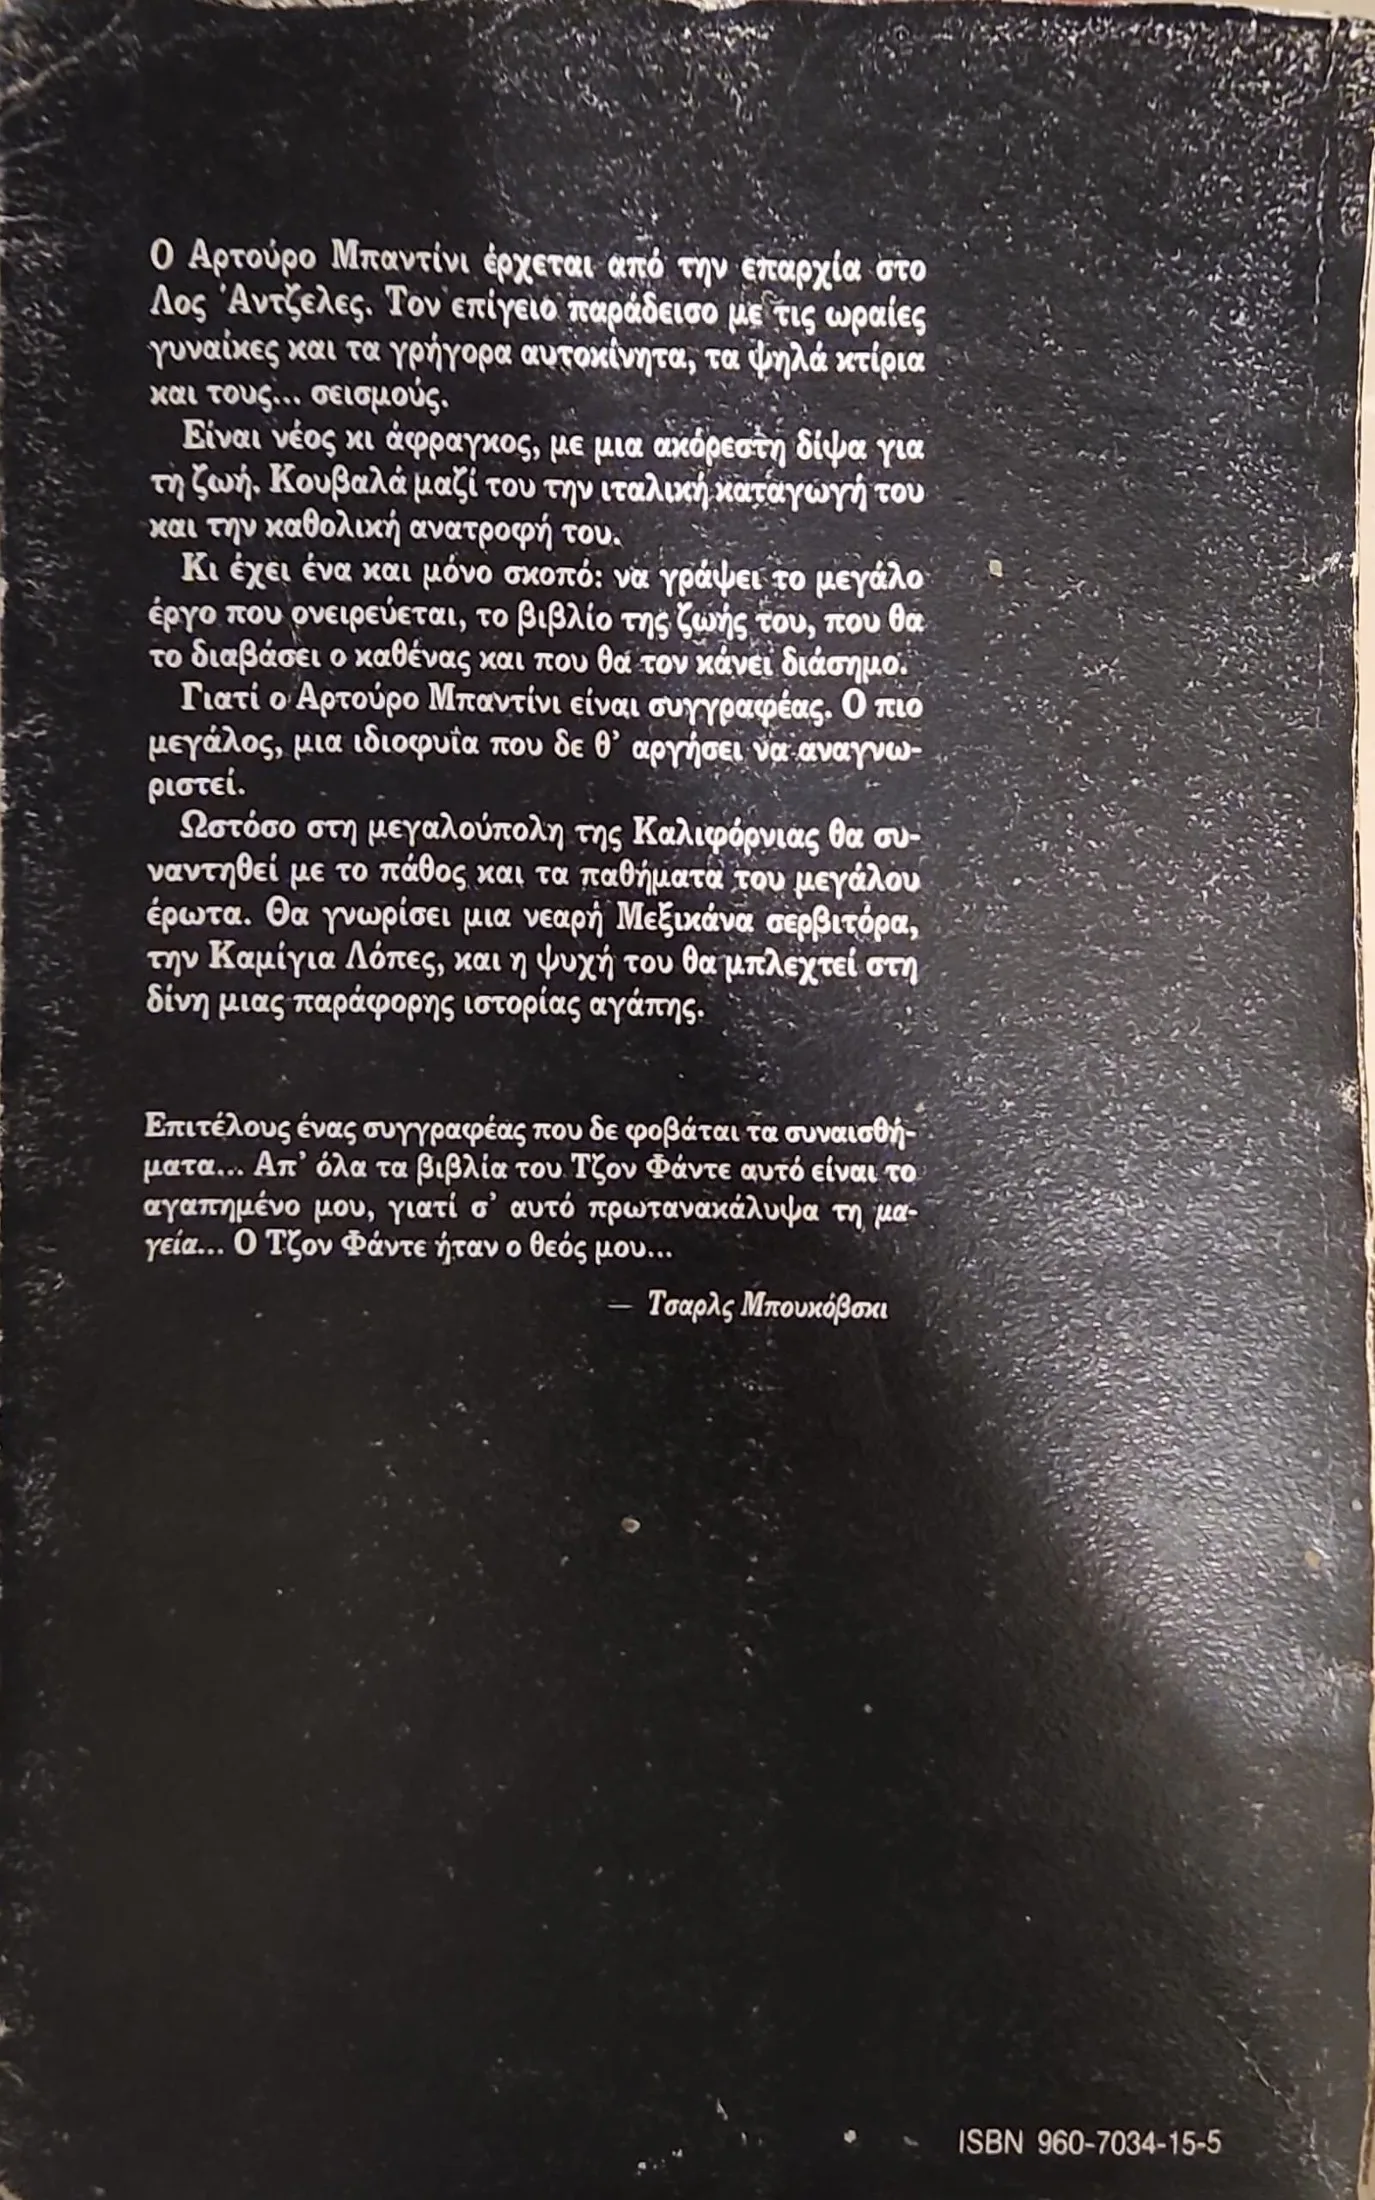 Ο Αρτούρο Μπαντίνι έρχεται από την επαρχία στο
Λος Άντζελες. Τον επίγειο παράδεισο με τις ωραίες
γυναίκες και τα γρήγορα αυτοκίνητα, τα ψηλά κτίρια
και τους... σεισμούς.
Είναι νέος κι άφραγκος, με μια ακόρεστη δίψα για
τη ζωή. Κουβαλά μαζί του την ιταλική καταγωγή του
και την καθολική ανατροφή του.
Κι έχει ένα και μόνο σκοπό: να γράψει το μεγάλο
έργο που ονειρεύεται, το βιβλίο της ζωής του, που θα
το διαβάσει ο καθένας και που θα τον κάνει διάσημο.
Γιατί ο Αρτούρο Μπαντίνι είναι συγγραφέας. Ο πιο
μεγάλος, μια ιδιοφυΐα που δε θ’ αργήσει να αναγνω-
ριστεί.
Ωστόσο στη μεγαλούπολη της Καλιφόρνιας θα συ-
ναντηθεί με το πάθος και τα παθήματα του μεγάλου
έρωτα. Θα γνωρίσει μια νεαρή Μεξικάνα σερβιτόρα,
την Καμίγια Λόπες, και η ψυχή του θα μπλεχτεί στη
δίνη μιας παράφορης ιστορίας αγάπης.
Επιτέλους ένας συγγραφέας που δε φοβάται τα συναισθή-
ματα... Απ’ όλα τα βιβλία του Τζον Φάντε αυτό είναι το
αγαπημένο μου, γιατί σ’ αυτό πρωτανακάλυψα τη μα-
γεία... Ο Τζον Φάντε ήταν ο θεός μου...
— Τσαρλς Μπουκόβσκι
ISBN 960-7034-15-5